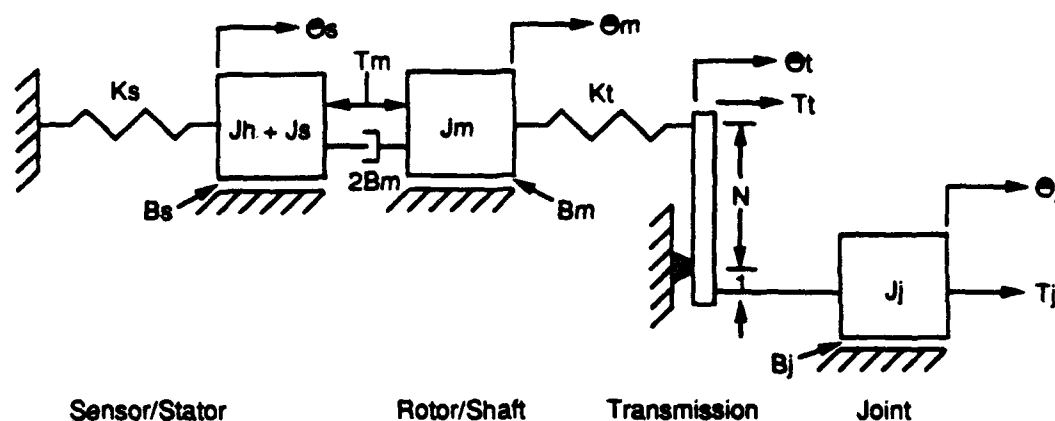 Θs
Θm
Tm
Θt
Ks
Kt
Tt
Jh + Js
Jm
N
2Bm
Bs
Bm
1
Jj
Tj
Bj
Sensor/Stator
Rotor/Shaft
Transmission
Joint